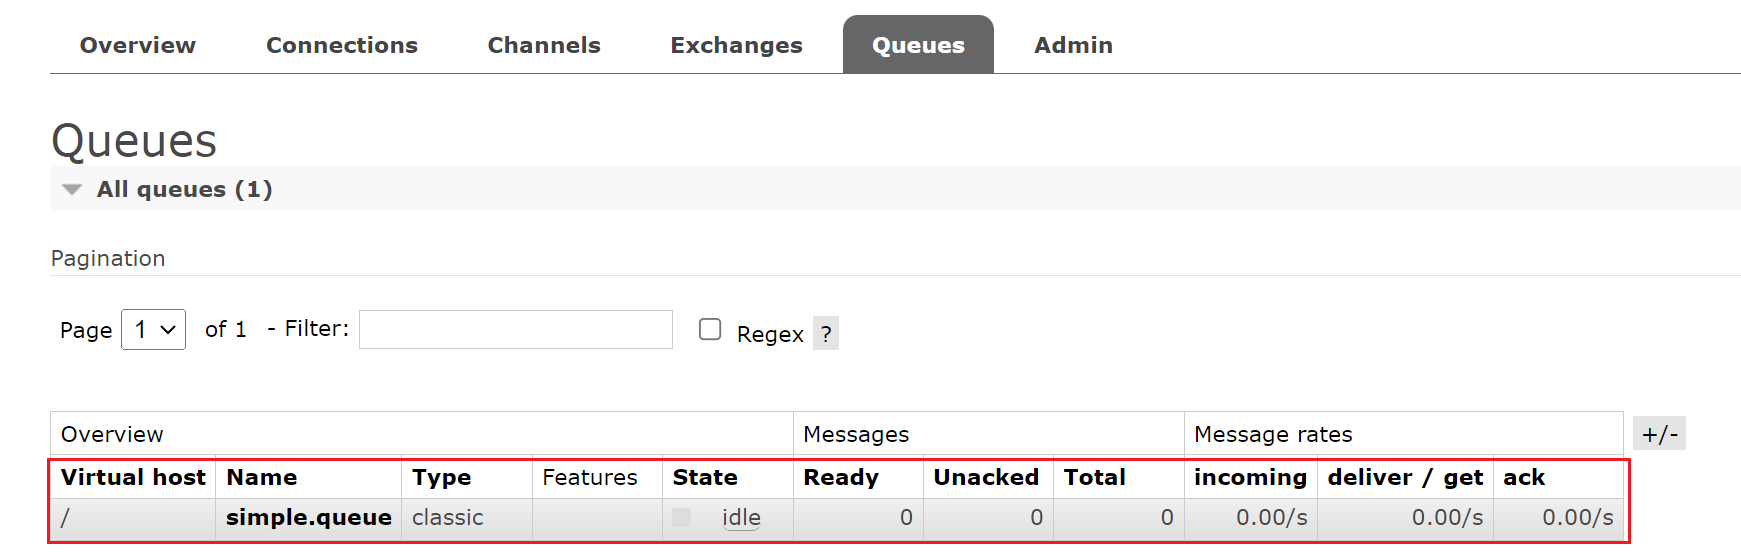 Overview Connections Channels Exchanges Queues Admin
Queues
All queues (1)
Pagination
Page 1 of 1 - Filter: Regex ?
Overview Messages Message rates +/-
Virtual host Name Type Features State Ready Unacked Total incoming deliver / get ack
/ simple.queue classic idle 0 0 0 0.00/s 0.00/s 0.00/s